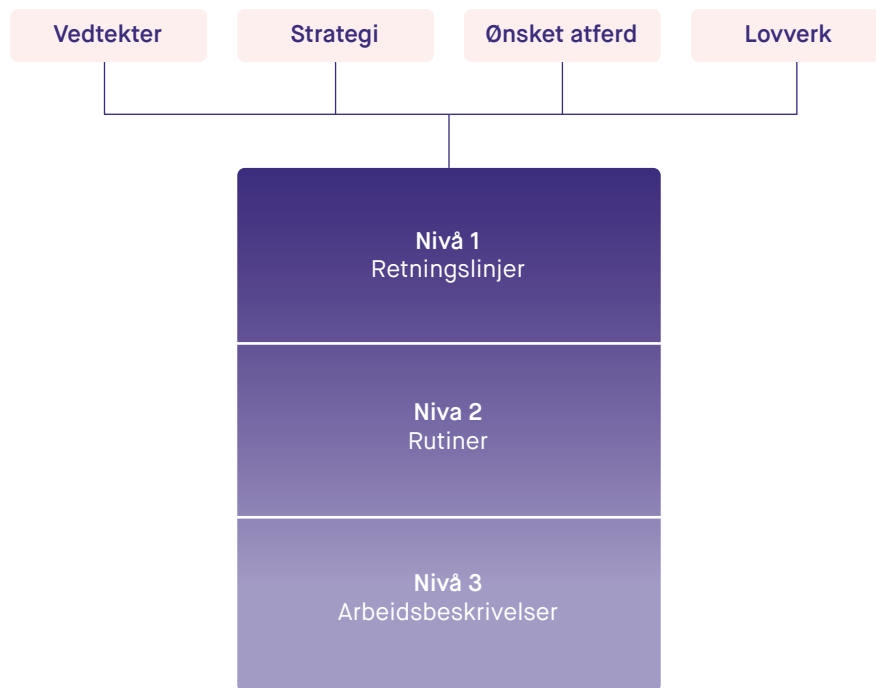 Vedtekter
Strategi
Ønsket atferd
Lovverk
Nivå 1
Retningslinjer
Niva 2
Rutiner
Nivå 3
Arbeidsbeskrivelser